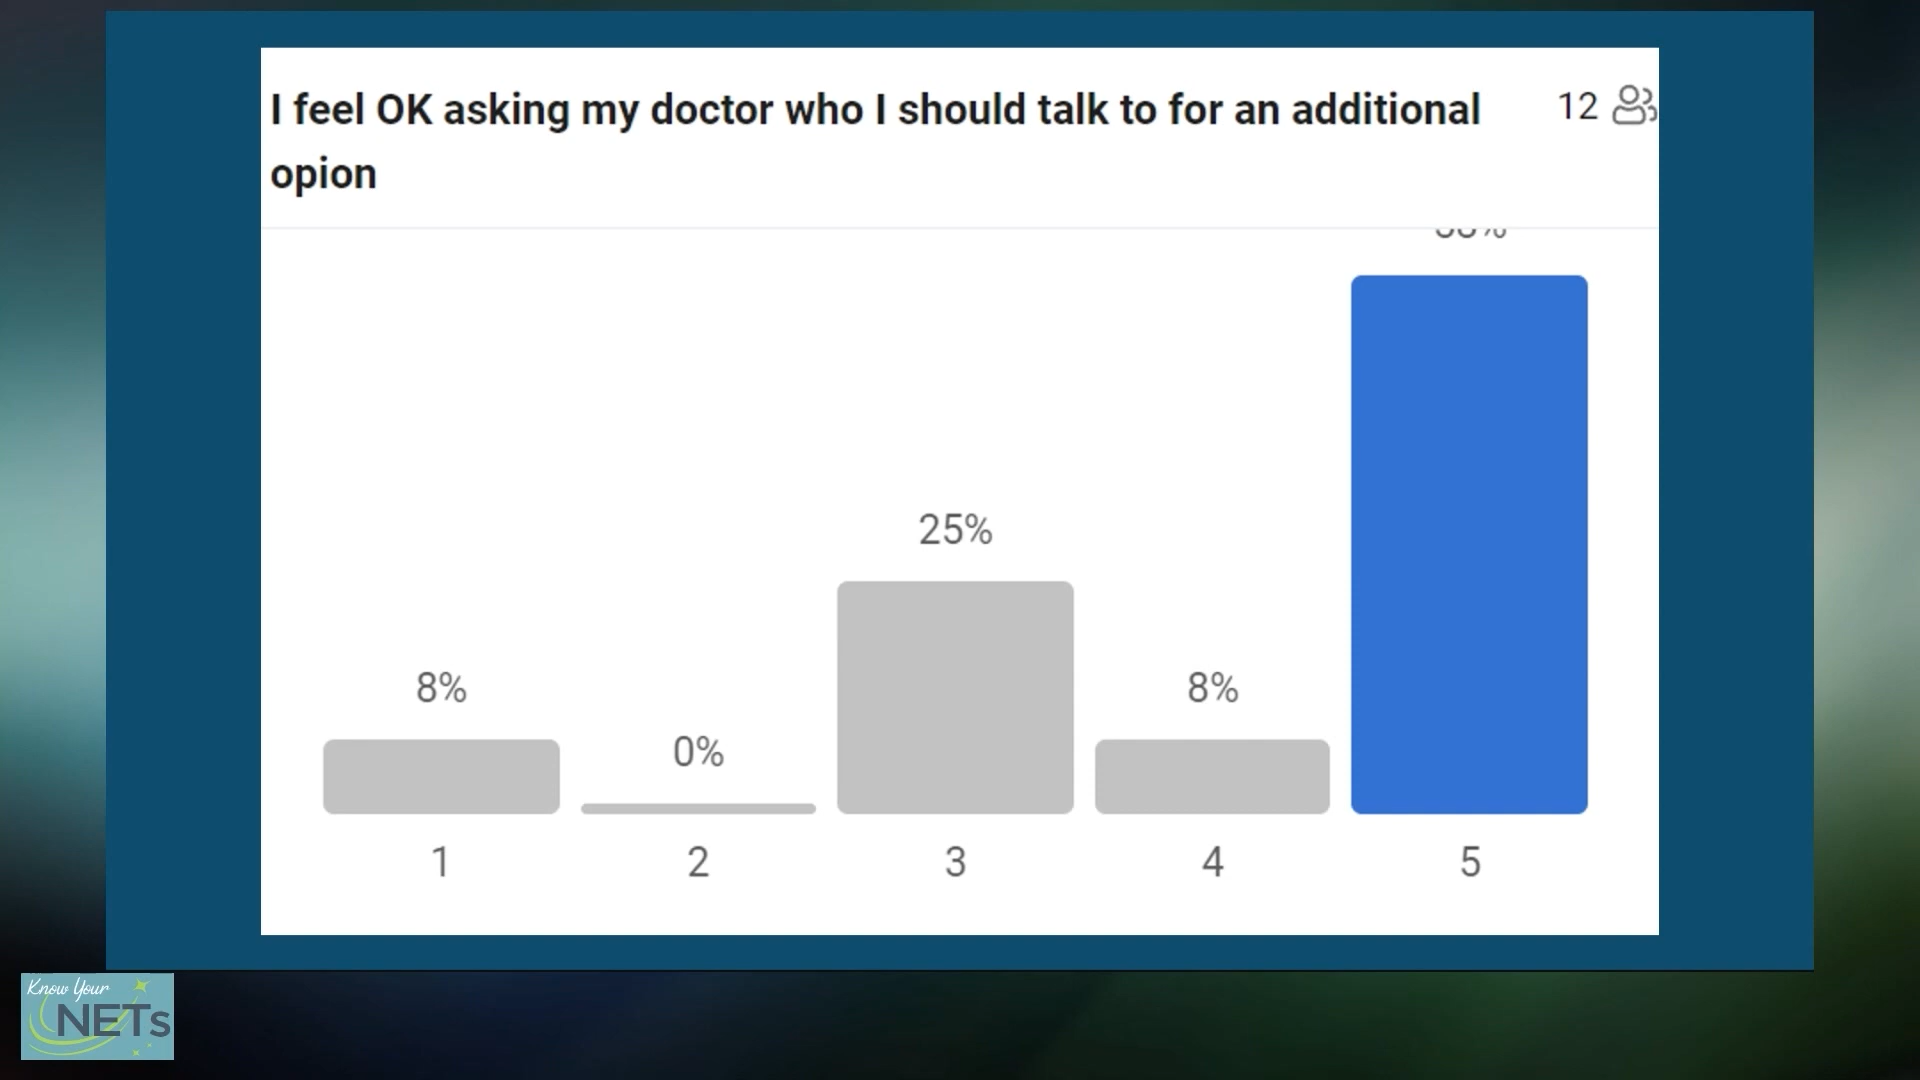 I feel OK asking my doctor who I should talk to for an additional
opion
12
25%
8%
8%
0%
1 2 3 4 5
Know Your
NETs